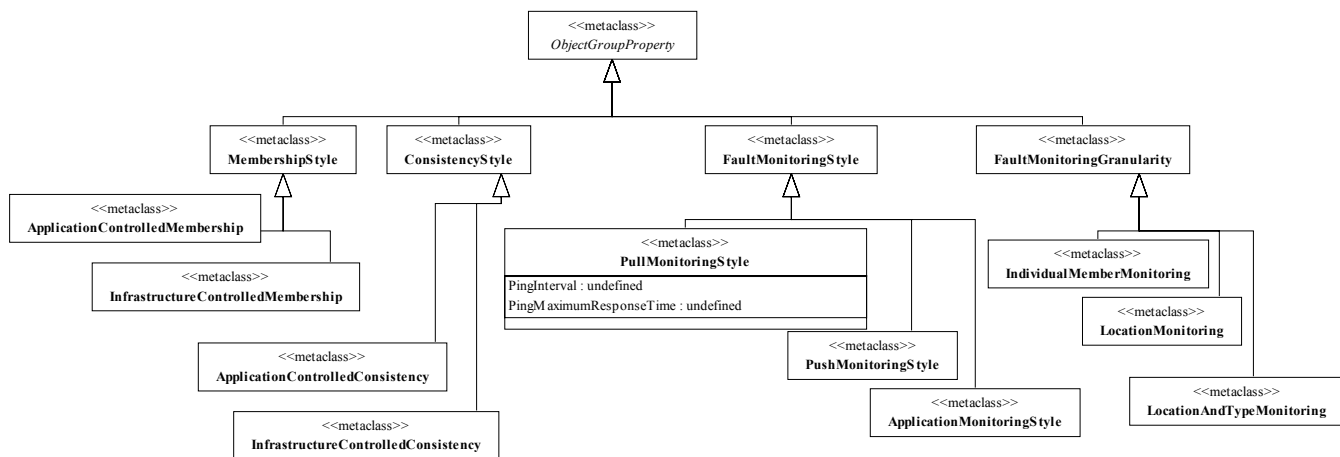 <<metaclass>>
ObjectGroupProperty
<<metaclass>>
MembershipStyle
<<metaclass>>
ConsistencyStyle
<<metaclass>>
FaultMonitoringStyle
<<metaclass>>
FaultMonitoringGranularity
<<metaclass>>
ApplicationControlledMembership
<<metaclass>>
InfrastructureControlledMembership
<<metaclass>>
ApplicationControlledConsistency
<<metaclass>>
InfrastructureControlledConsistency
<<metaclass>>
PullMonitoringStyle
PingInterval : undefined
PingMaximumResponseTime : undefined
<<metaclass>>
PushMonitoringStyle
<<metaclass>>
ApplicationMonitoringStyle
<<metaclass>>
IndividualMemberMonitoring
<<metaclass>>
LocationMonitoring
<<metaclass>>
LocationAndTypeMonitoring